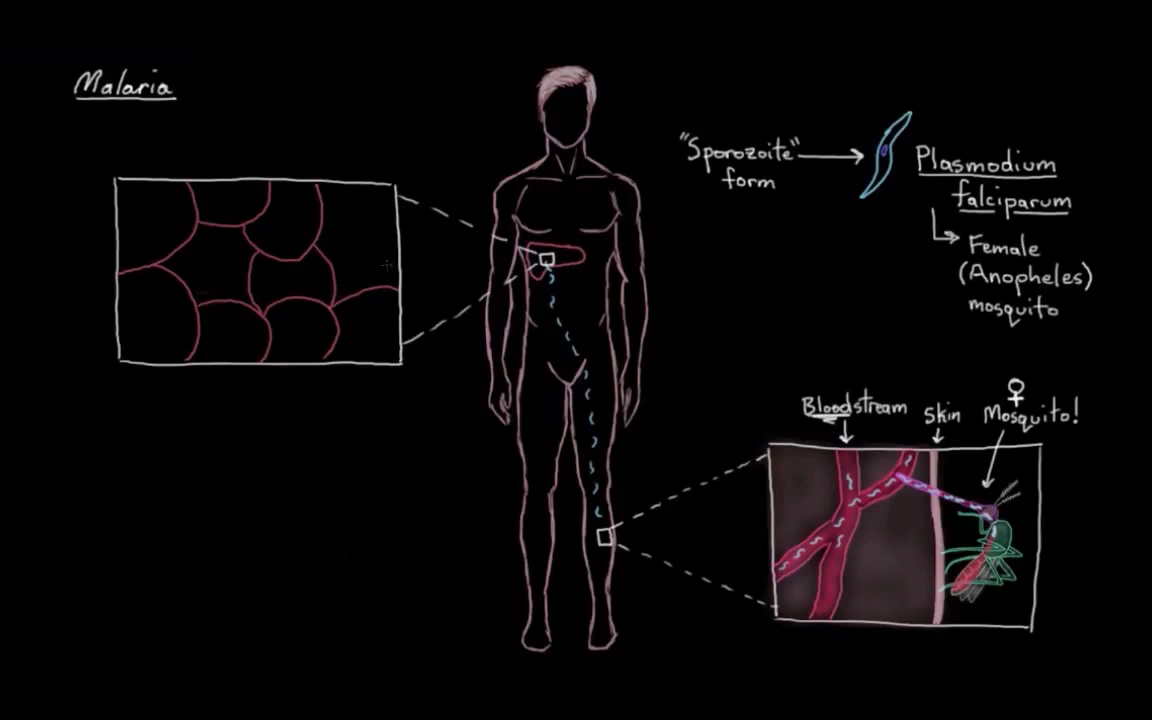 Malaria
"Sporozoite"
form
Plasmodium
falciparum
Female
(Anopheles)
mosquito
Bloodstream
Skin
♀
Mosquito!